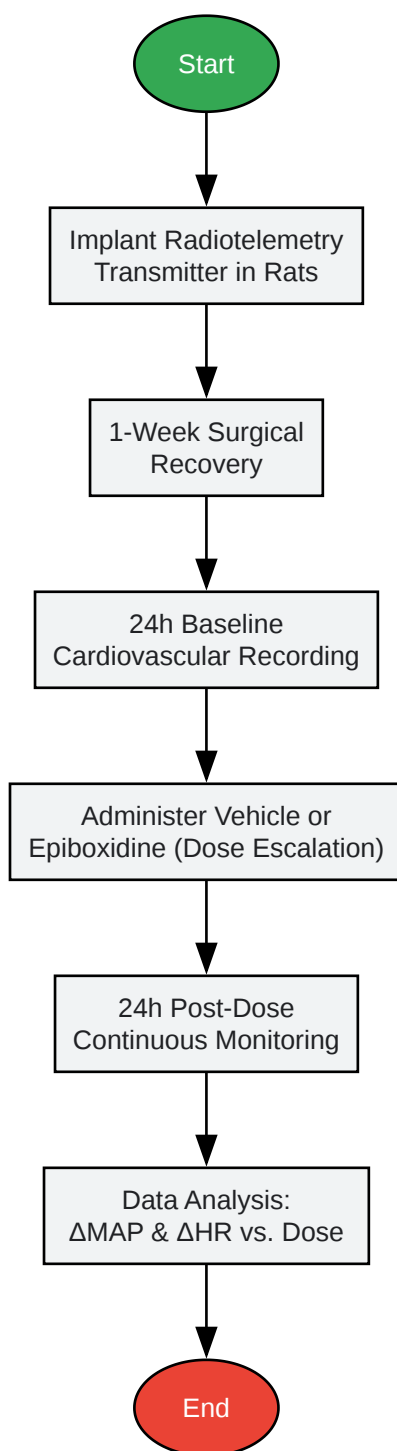 Start
Implant Radiotelemetry
Transmitter in Rats
1-Week Surgical
Recovery
24h Baseline
Cardiovascular Recording
Administer Vehicle or
Epiboxidine (Dose Escalation)
24h Post-Dose
Continuous Monitoring
Data Analysis:
ΔMAP & ΔHR vs. Dose
End